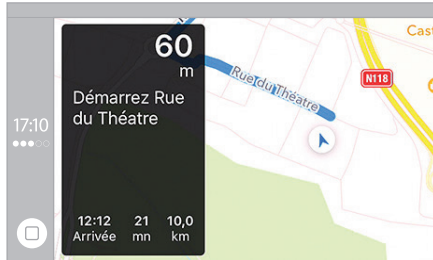 60
m
Démarrez Rue
du Théatre
17:10
12:12 21 10,0
Arrivée mn km
Rue du Théatre
N118
Cast